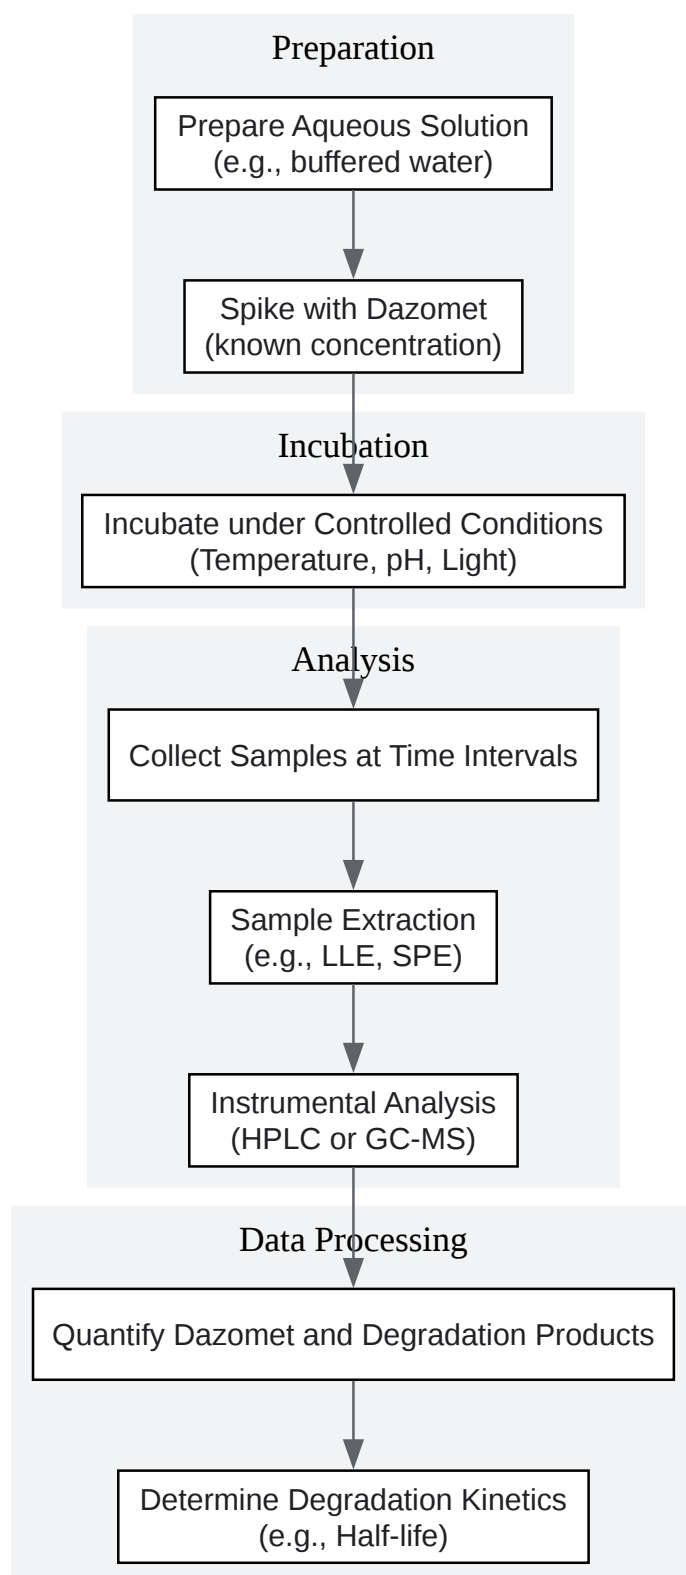 Preparation
Prepare Aqueous Solution
(e.g., buffered water)
Spike with Dazomet
(known concentration)
Incubation
Incubate under Controlled Conditions
(Temperature, pH, Light)
Analysis
Collect Samples at Time Intervals
Sample Extraction
(e.g., LLE, SPE)
Instrumental Analysis
(HPLC or GC-MS)
Data Processing
Quantify Dazomet and Degradation Products
Determine Degradation Kinetics
(e.g., Half-life)